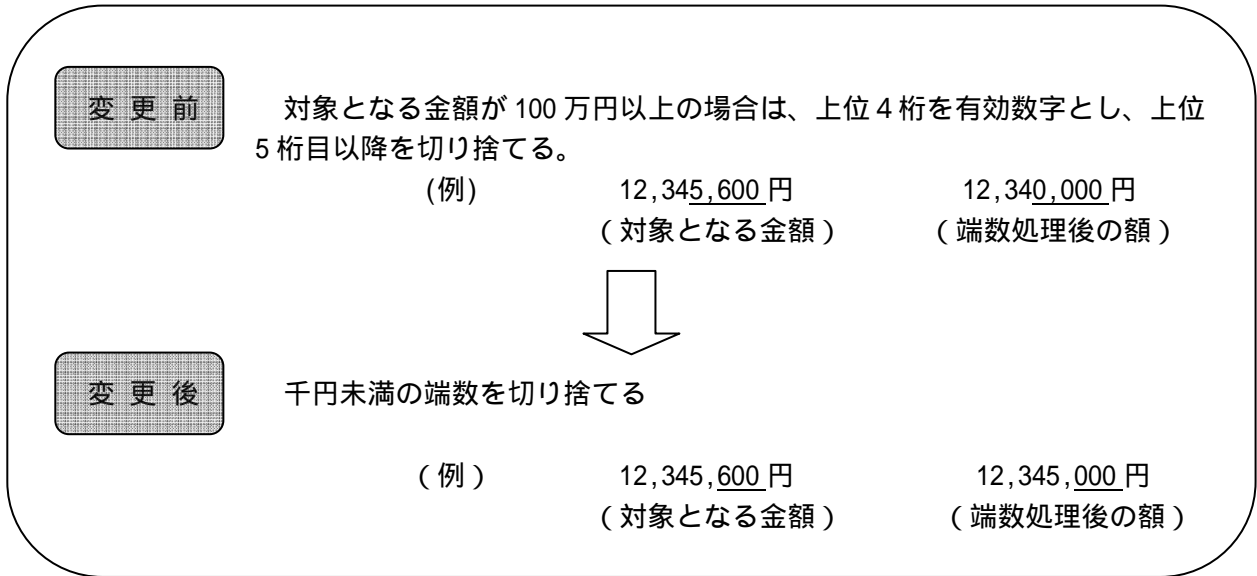 変更前
対象となる金額が 100 万円以上の場合は、上位 4 桁を有効数字とし、上位
5 桁目以降を切り捨てる。
(例) 12,345,600 円 12,340,000 円
(対象となる金額) (端数処理後の額)
変更後
千円未満の端数を切り捨てる
(例) 12,345,600 円 12,345,000 円
(対象となる金額) (端数処理後の額)